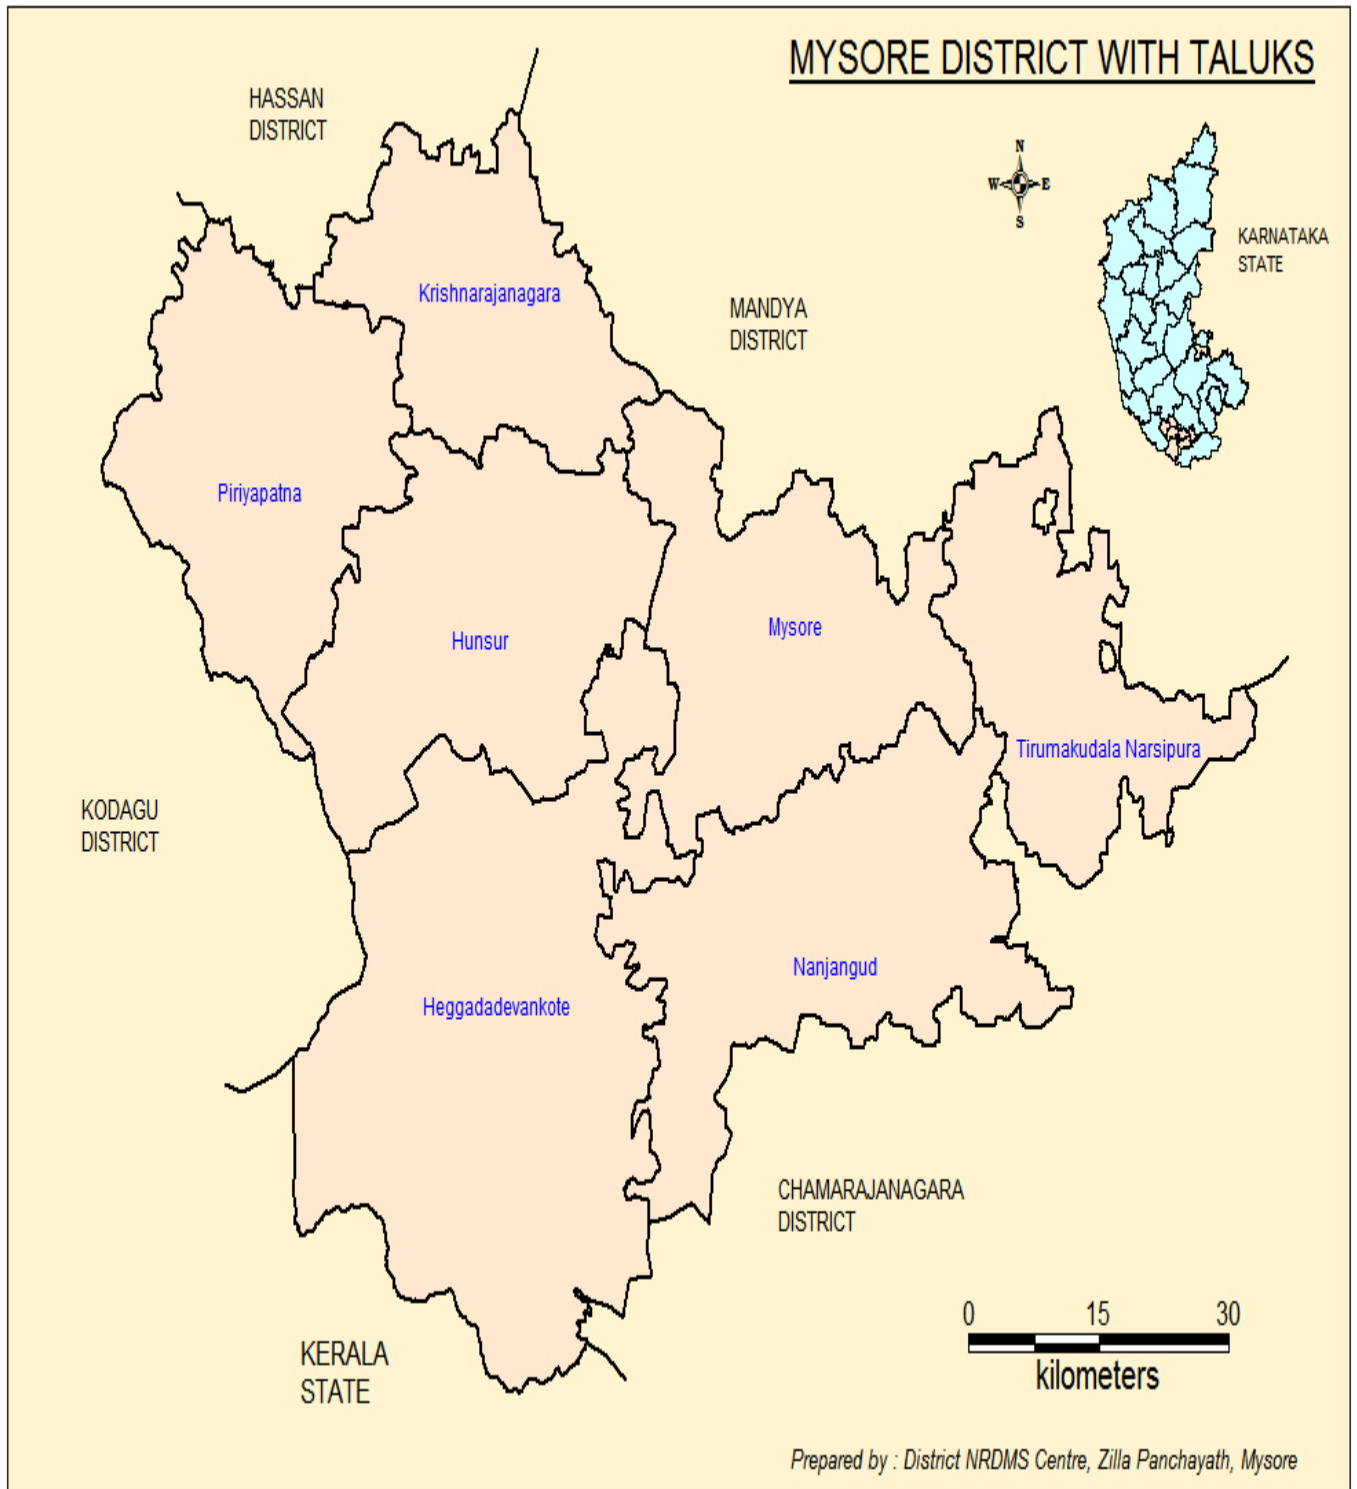 MYSORE DISTRICT WITH TALUKS
HASSAN
DISTRICT
N
W E
S
KARNATAKA
STATE
Krishnarajanagara
MANDYA
DISTRICT
Piriyapatna
Hunsur
Mysore
Tirumakudala Narsipura
KODAGU
DISTRICT
Nanjangud
Heggadadevankote
CHAMARAJANAGARA
DISTRICT
0 15 30
kilometers
KERALA
STATE
Prepared by : District NRDMS Centre, Zilla Panchayath, Mysore